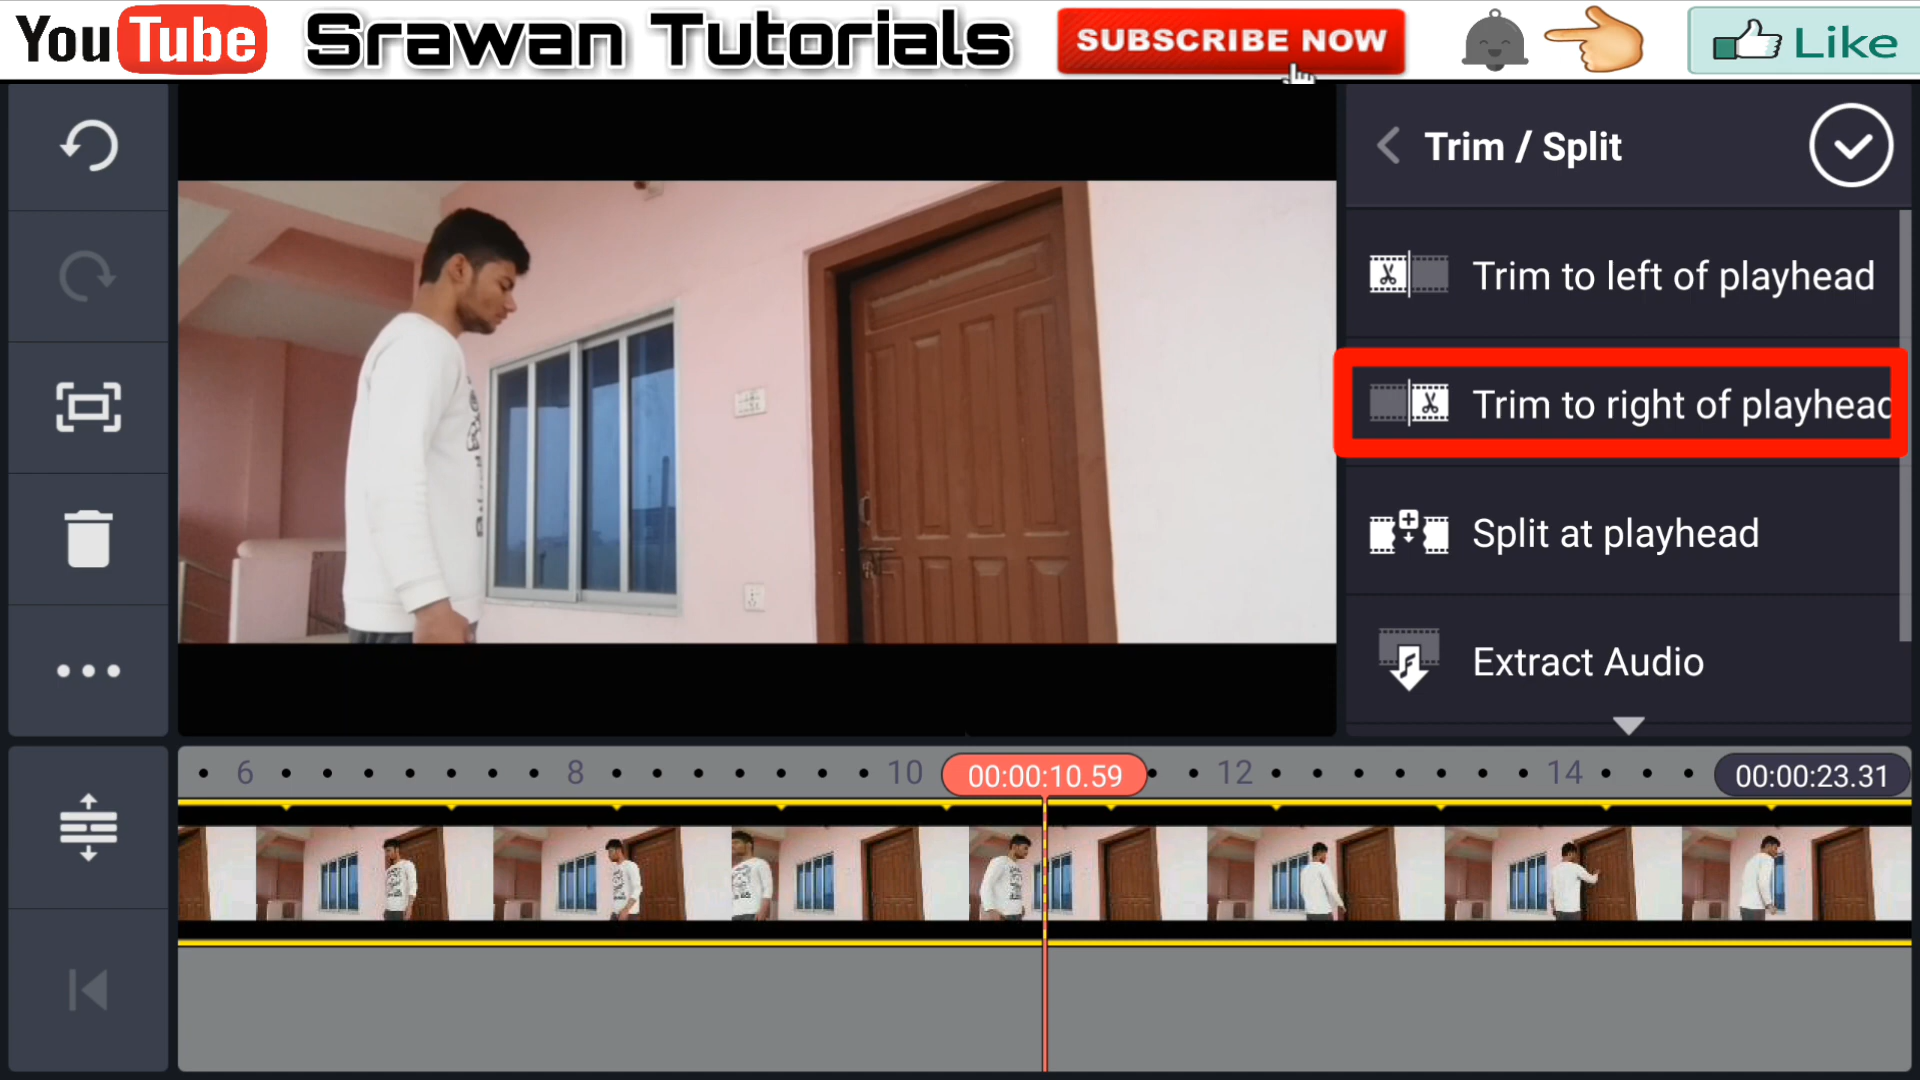 YouTube Srawan Tutorials SUBSCRIBE NOW Like
Trim / Split
Trim to left of playhead
Trim to right of playhead
Split at playhead
Extract Audio
6 8 10 00:00:10.59 12 14 00:00:23.31